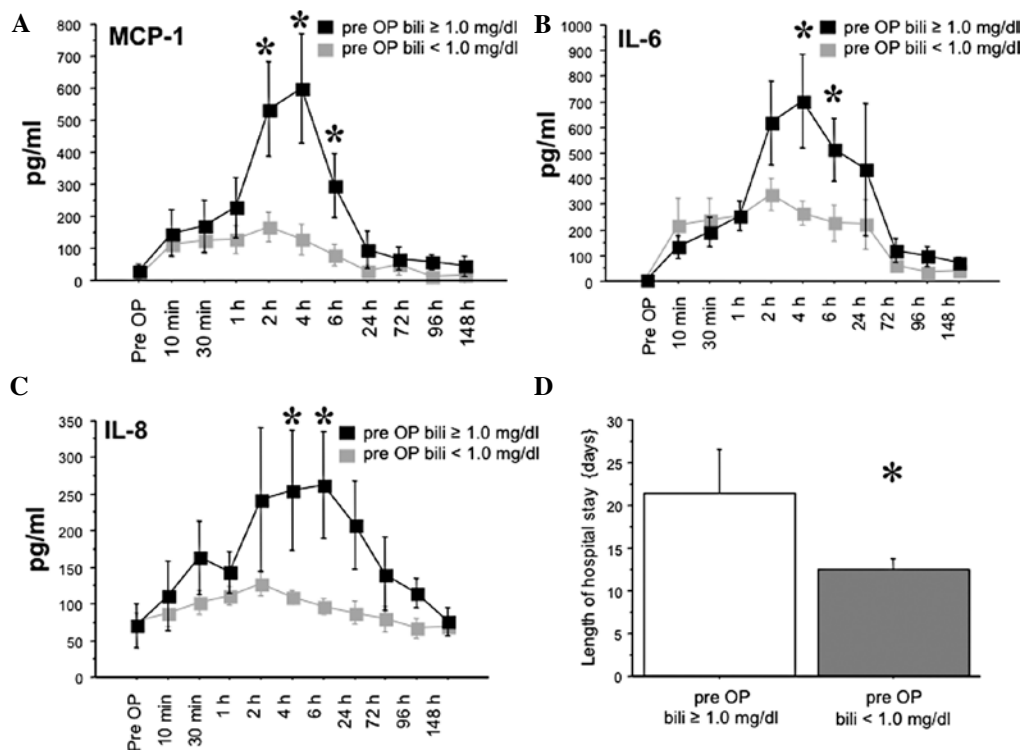 A
MCP-1
pre OP bili ≥ 1.0 mg/dl
pre OP bili < 1.0 mg/dl
800
700
600
500
400
300
200
100
0
pg/ml
* * *
Pre OP
10 min
30 min
1 h
2 h
4 h
6 h
24 h
72 h
96 h
148 h
B
IL-6
pre OP bili ≥ 1.0 mg/dl
pre OP bili < 1.0 mg/dl
1000
900
800
700
600
500
400
300
200
100
0
pg/ml
* *
Pre OP
10 min
30 min
1 h
2 h
4 h
6 h
24 h
72 h
96 h
148 h
C
IL-8
pre OP bili ≥ 1.0 mg/dl
pre OP bili < 1.0 mg/dl
350
300
250
200
150
100
50
0
pg/ml
* *
Pre OP
10 min
30 min
1 h
2 h
4 h
6 h
24 h
72 h
96 h
148 h
D
30
25
20
15
10
5
0
Length of hospital stay {days}
*
pre OP
bili ≥ 1.0 mg/dl
pre OP
bili < 1.0 mg/dl